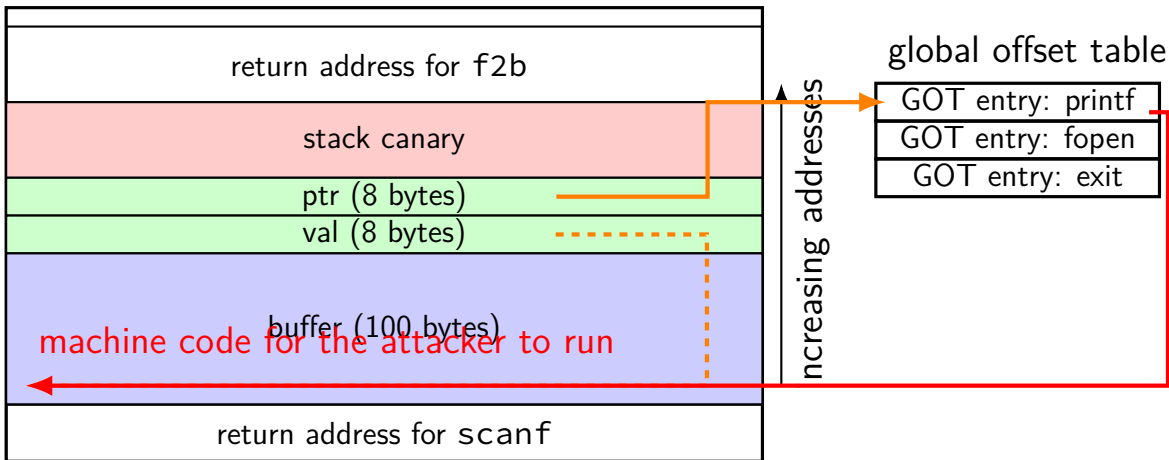 return address for f2b
stack canary
ptr (8 bytes)
val (8 bytes)
buffer (100 bytes)
machine code for the attacker to run
return address for scanf
ncreasing addresses
global offset table
GOT entry: printf
GOT entry: fopen
GOT entry: exit